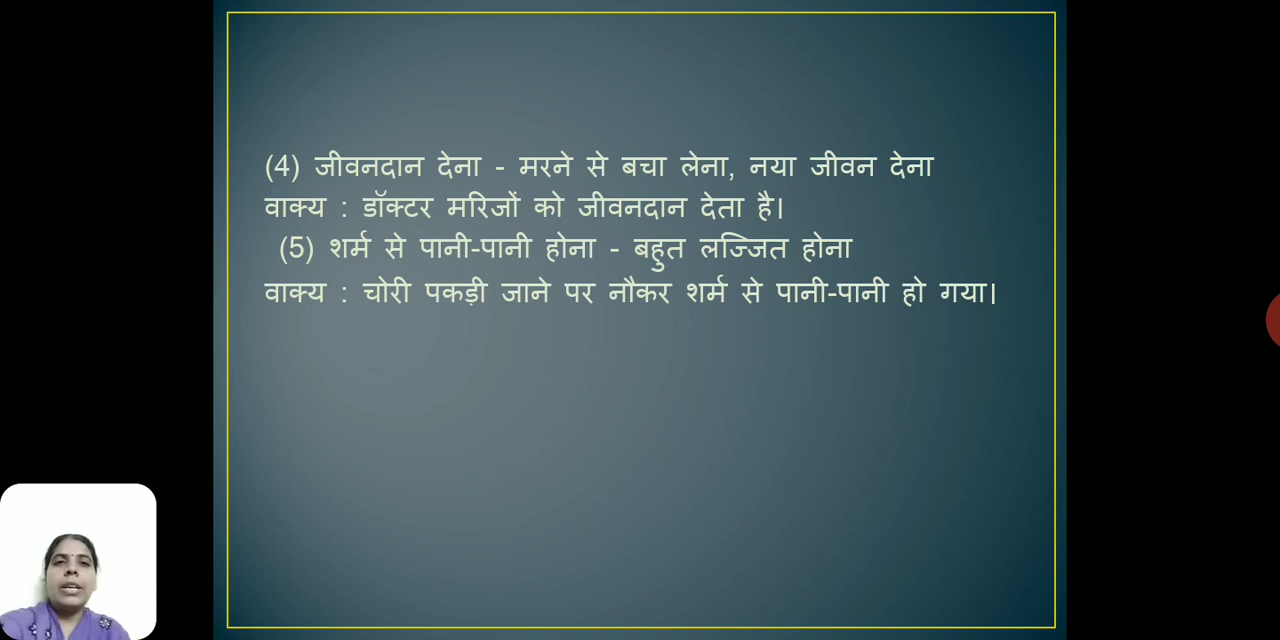 (4) जीवनदान देना - मरने से बचा लेना, नया जीवन देना
वाक्य : डॉक्टर मरिजों को जीवनदान देता है।
(5) शर्म से पानी-पानी होना - बहुत लज्जित होना
वाक्य : चोरी पकड़ी जाने पर नौकर शर्म से पानी-पानी हो गया।